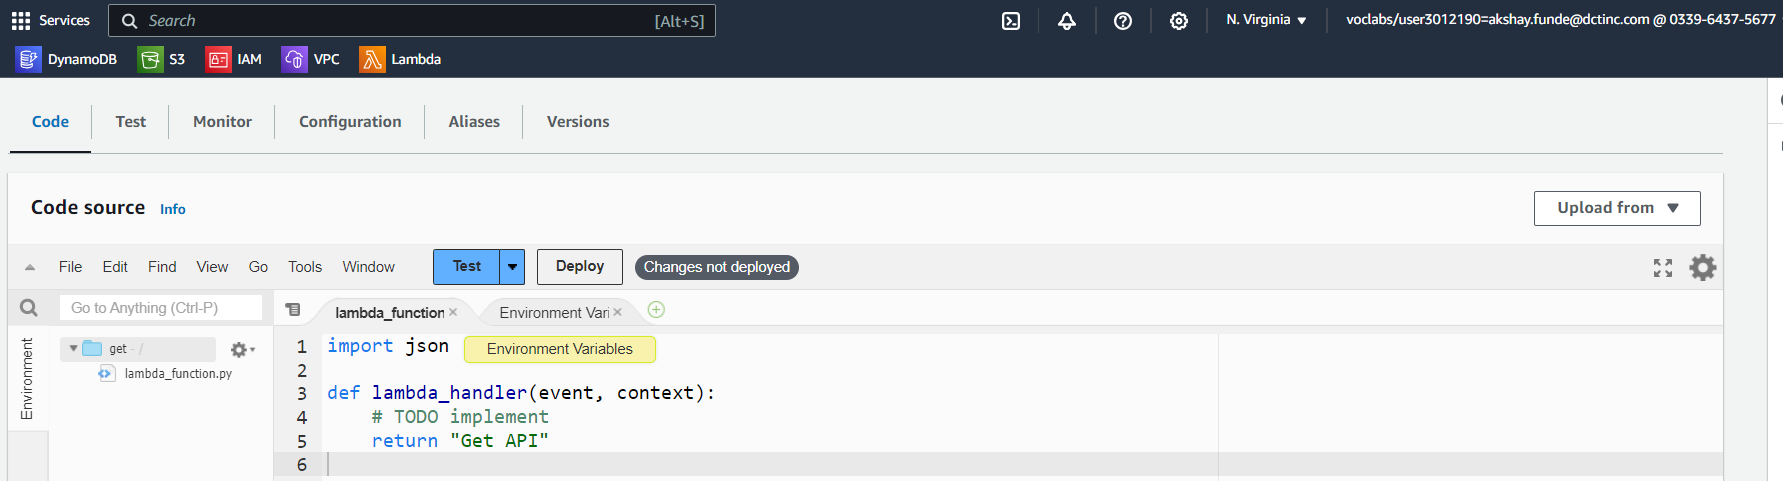 Services Search [Alt+S] N. Virginia voclabs/user3012190=akshay.funde@dctinc.com @ 0339-6437-5677
DynamoDB S3 IAM VPC Lambda
Code Test Monitor Configuration Aliases Versions
Code source Info Upload from
File Edit Find View Go Tools Window Test Deploy Changes not deployed
Go to Anything (Ctrl-P) lambda_function Environment Vari
Environment
get - /
lambda_function.py
Environment Variables
1 import json
2
3 def lambda_handler(event, context):
4 # TODO implement
5 return "Get API"
6